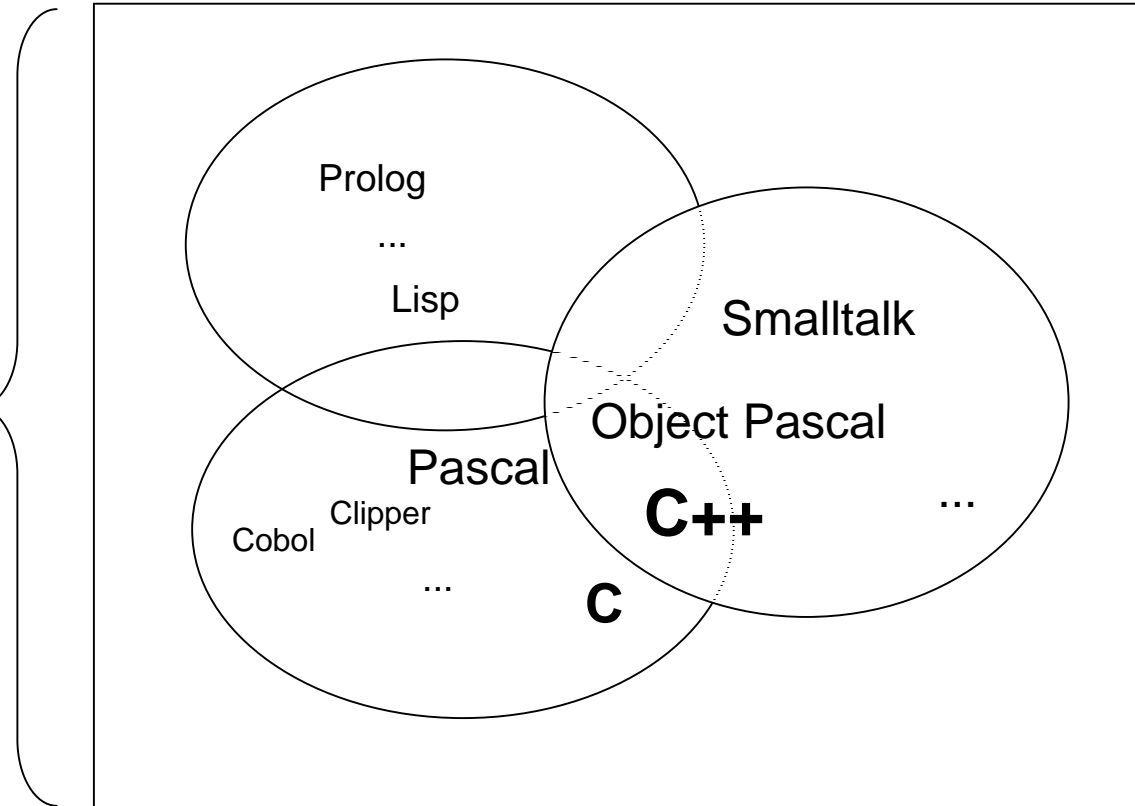 Prolog
...
Lisp
Smalltalk
Object Pascal
Pascal
C++
...
Clipper
Cobol
...
C